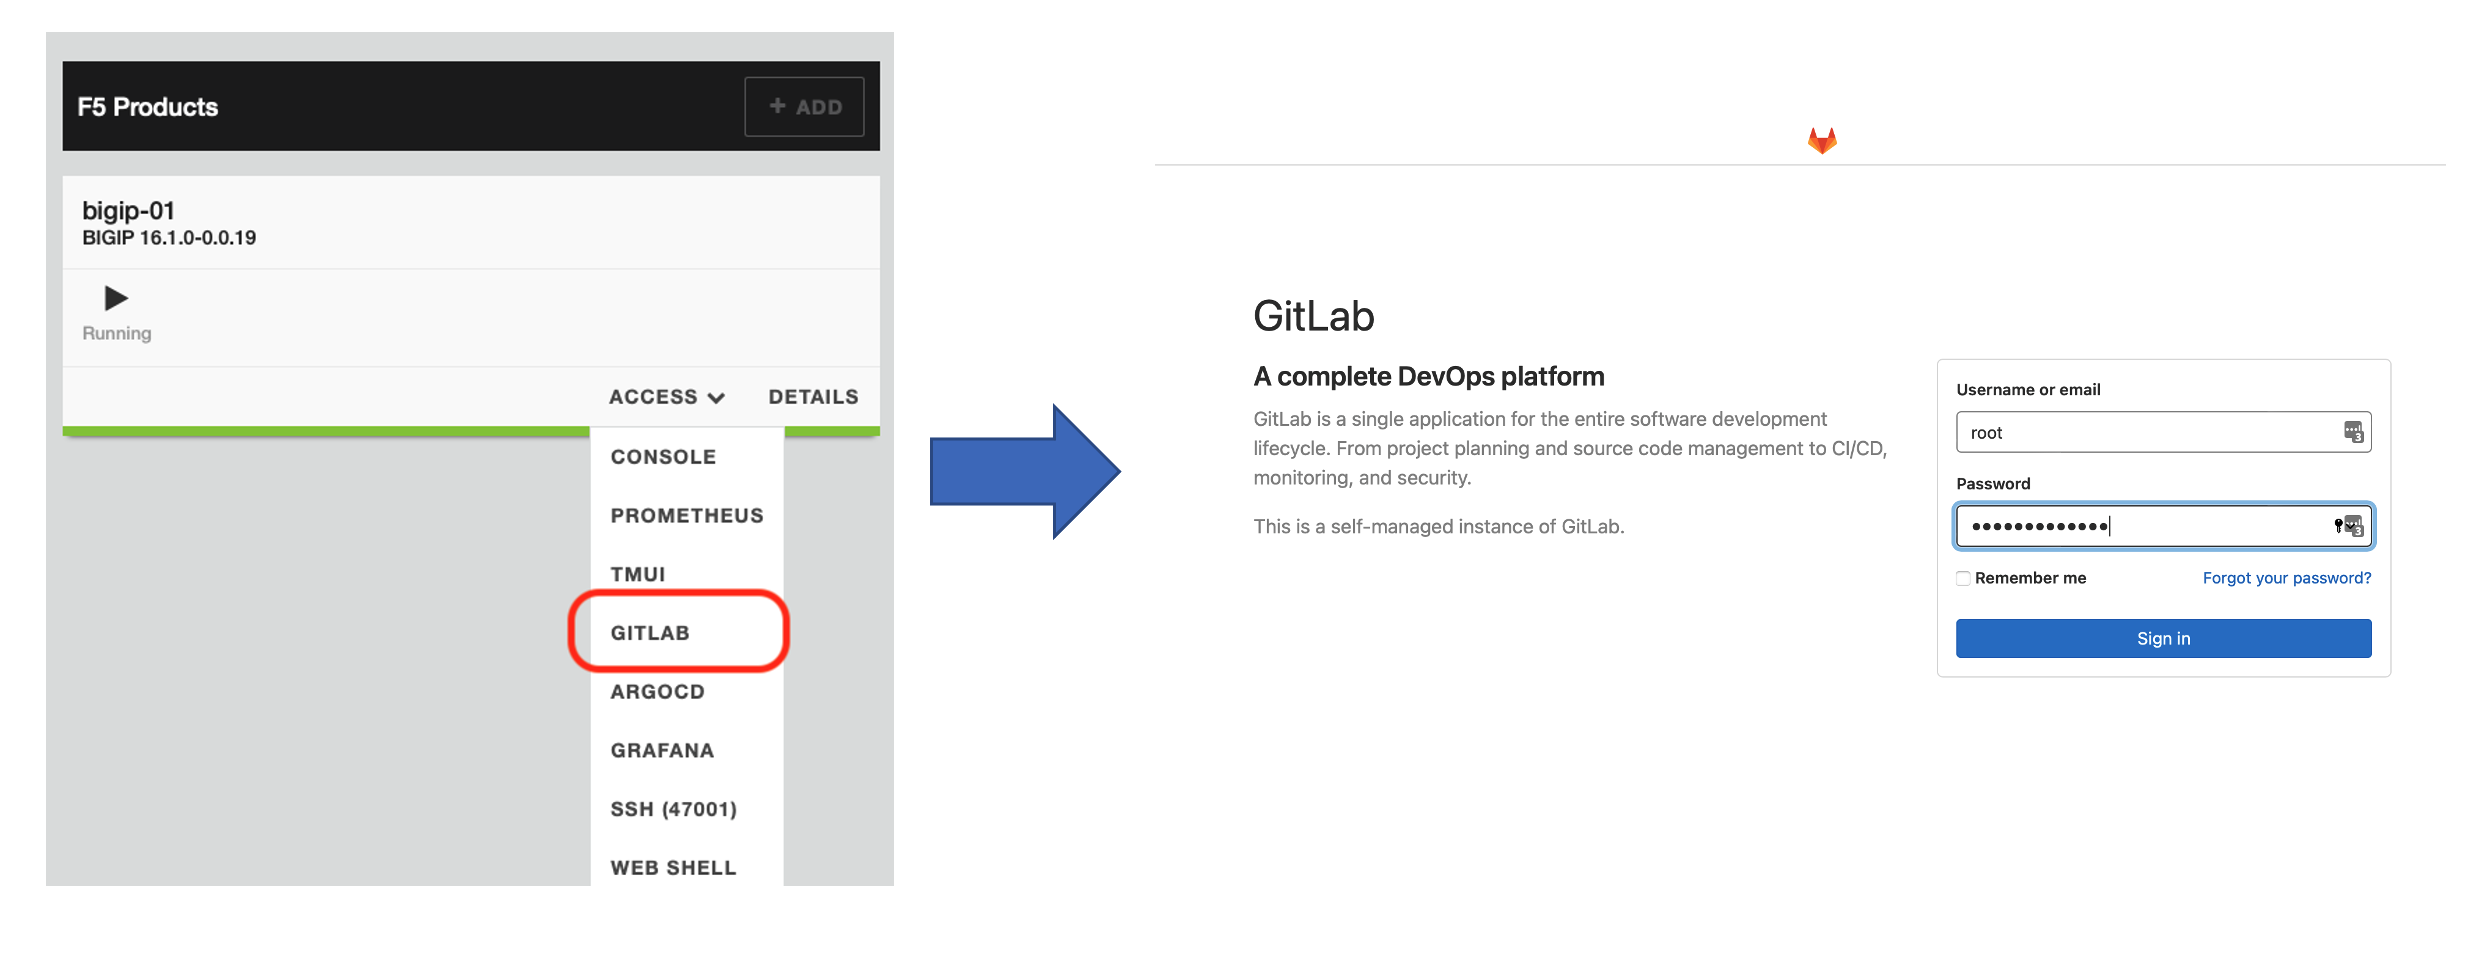 F5 Products
+ ADD
bigip-01
BIGIP 16.1.0-0.0.19
Running
ACCESS DETAILS
CONSOLE
PROMETHEUS
TMUI
GITLAB
ARGOCD
GRAFANA
SSH (47001)
WEB SHELL
GitLab
A complete DevOps platform
GitLab is a single application for the entire software development
lifecycle. From project planning and source code management to CI/CD,
monitoring, and security.
This is a self-managed instance of GitLab.
Username or email
root
3
Password
•••••••••••••
3
Remember me Forgot your password?
Sign in